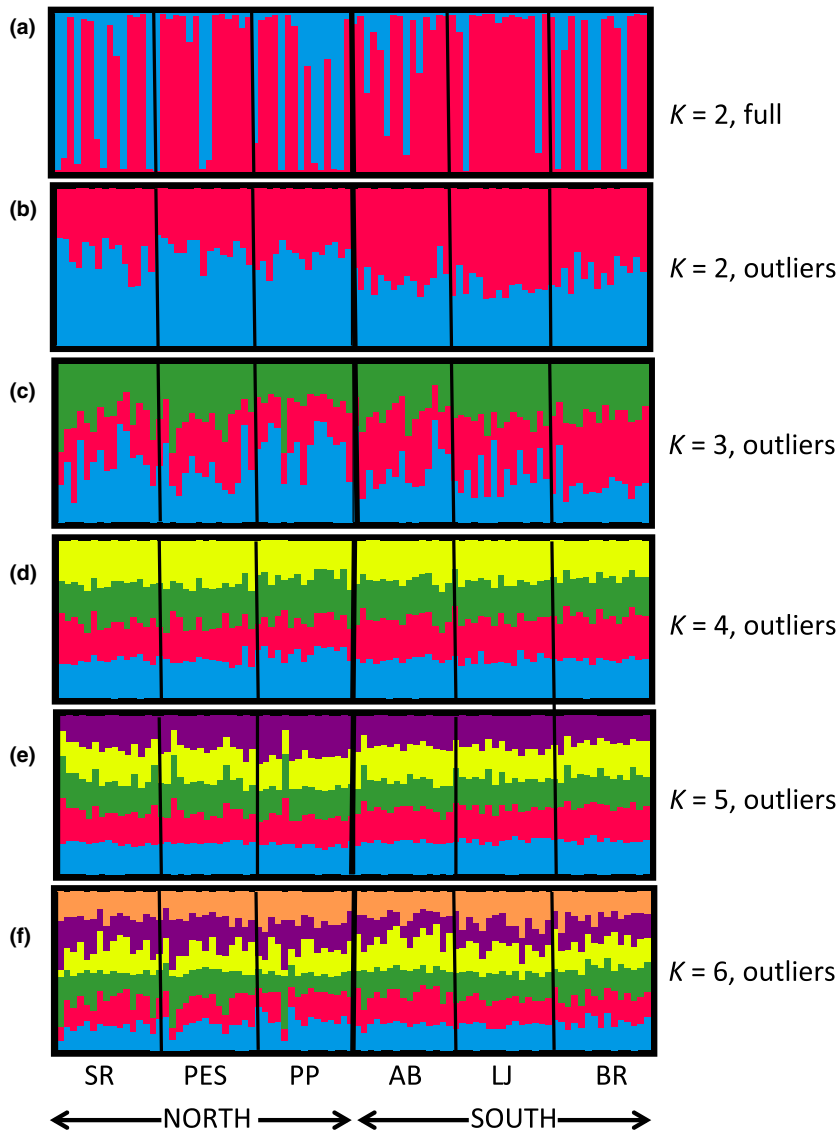 (a)
K = 2, full
(b)
K = 2, outliers
(c)
K = 3, outliers
(d)
K = 4, outliers
(e)
K = 5, outliers
(f)
K = 6, outliers
SR PES PP AB LJ BR
NORTH SOUTH